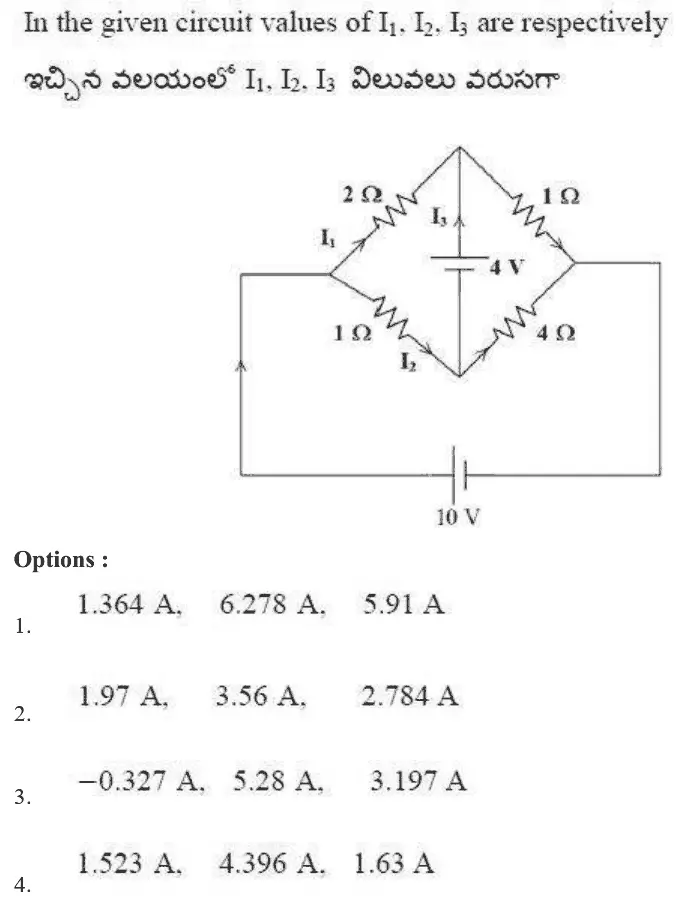 In the given circuit values of I₁. I₂. I₃ are respectively
ఇచ్చిన వలయంలో I₁, I₂. I₃ విలువలు వరుసగా
2 Ω
1 Ω
I₃
I₁
4 V
1 Ω
4 Ω
I₂
10 V
Options :
1. 1.364 A, 6.278 A, 5.91 A
2. 1.97 A, 3.56 A, 2.784 A
3. −0.327 A, 5.28 A, 3.197 A
4. 1.523 A, 4.396 A, 1.63 A